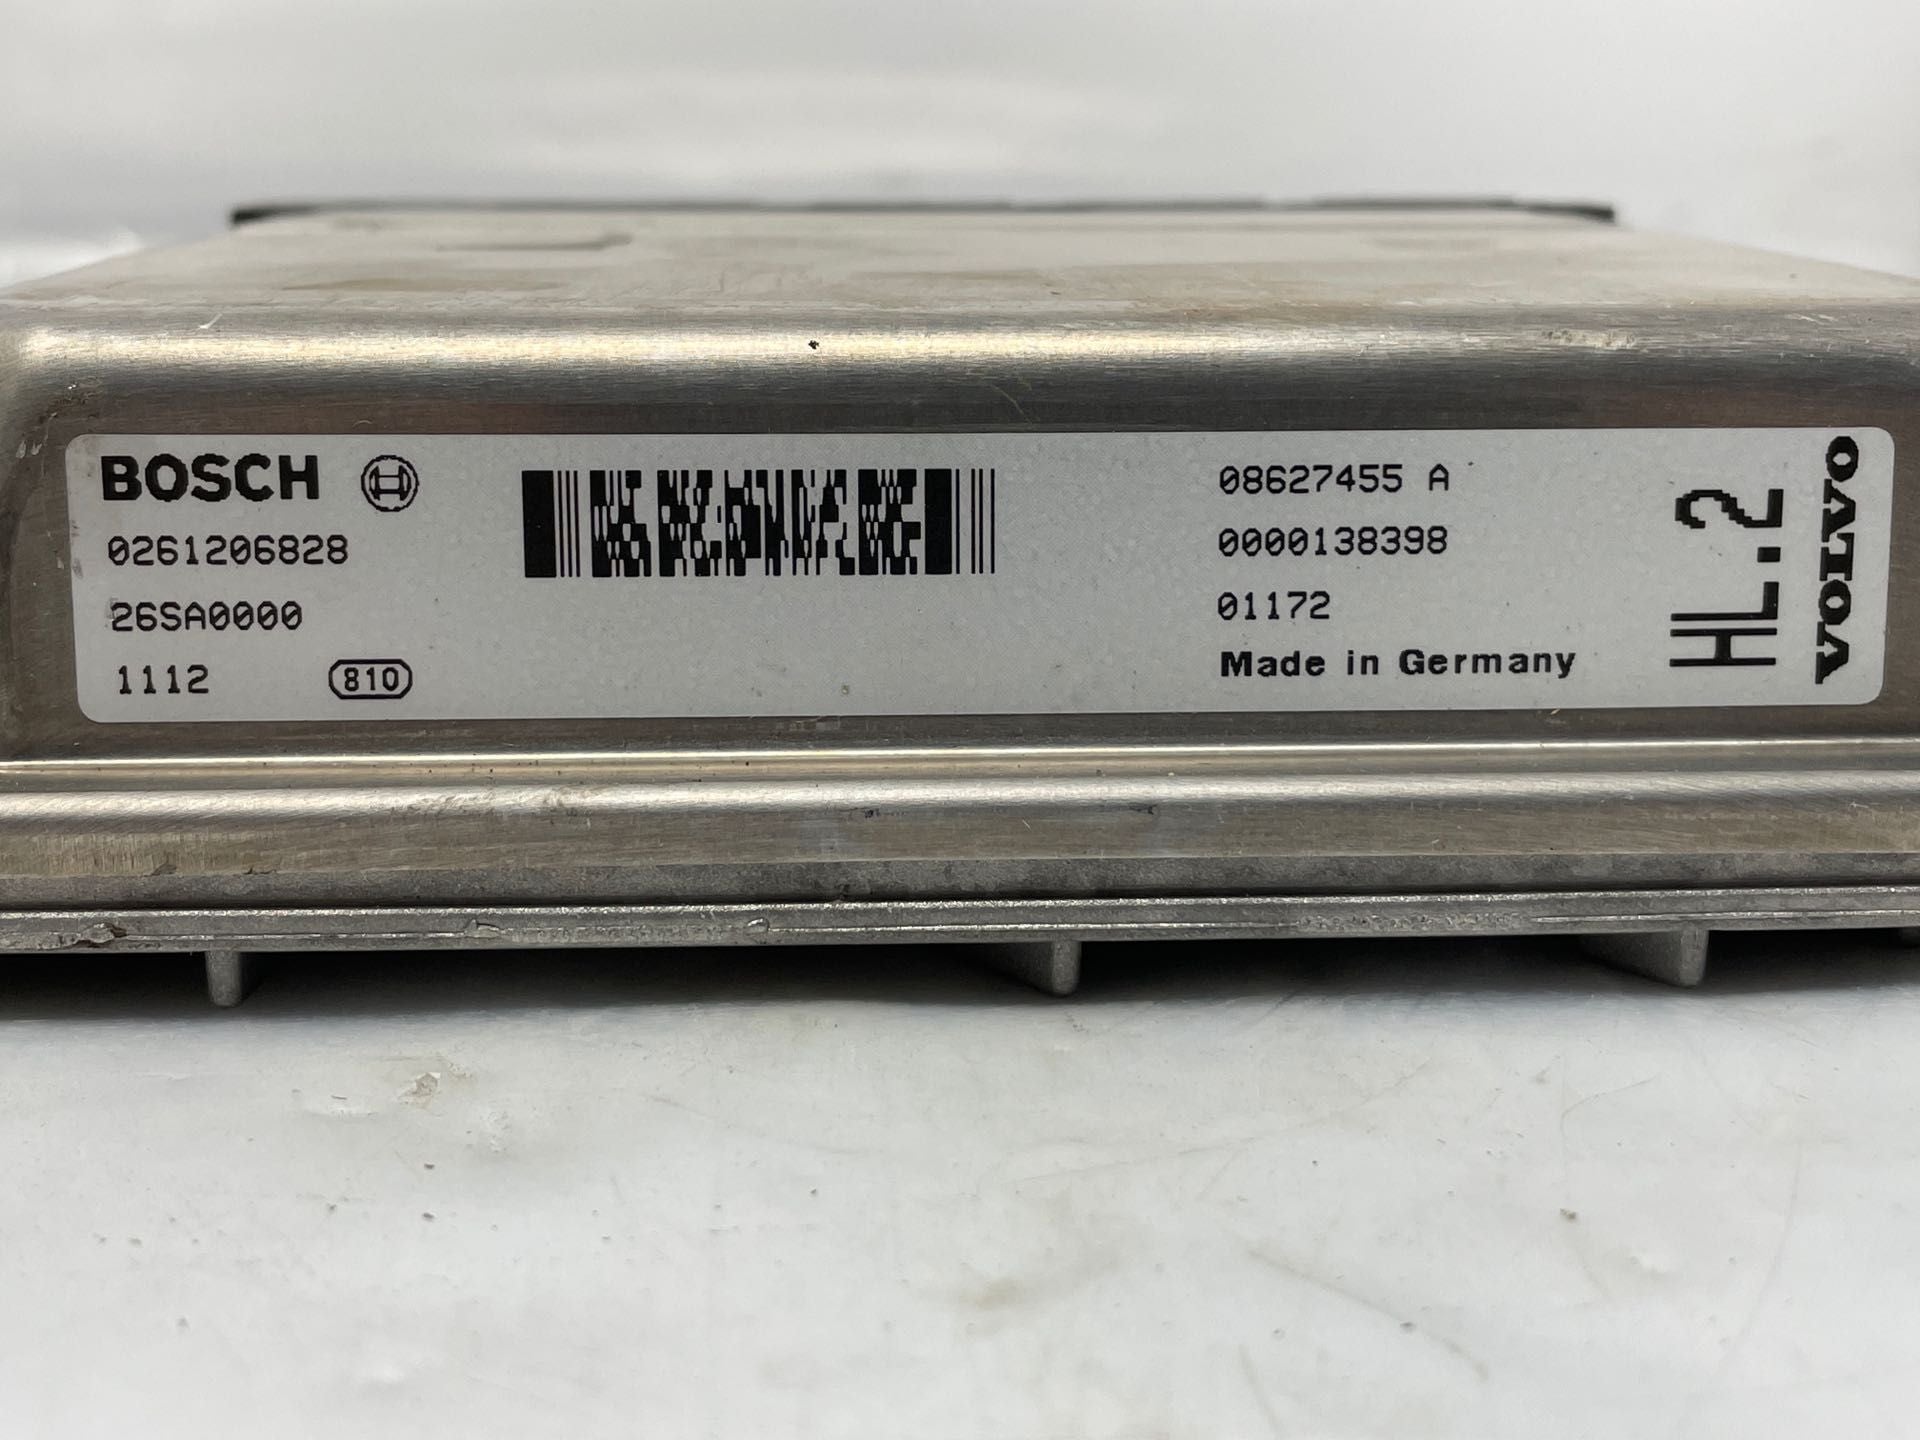 BOSCH
0261206828
26SA0000
1112 810
08627455 A
0000138398
01172
Made in Germany
HL.2
VOLVO